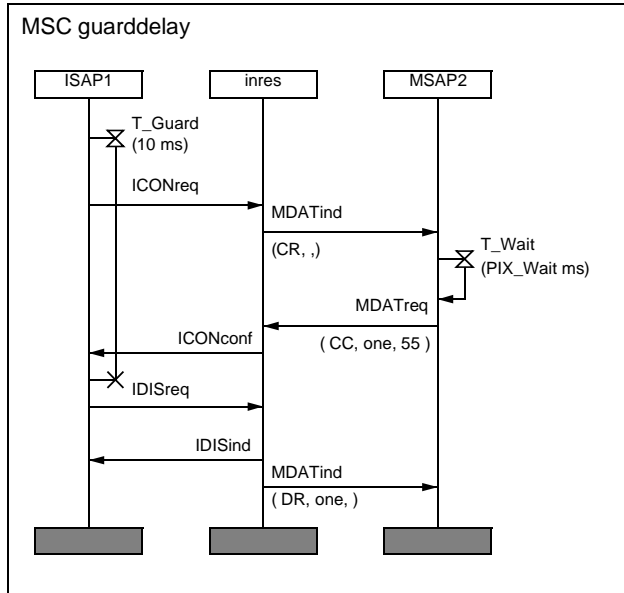 MSC guarddelay
ISAP1
inres
MSAP2
T_Guard
(10 ms)
ICONreq
MDATind
(CR, ,)
T_Wait
(PIX_Wait ms)
MDATreq
( CC, one, 55 )
ICONconf
IDISreq
IDISind
MDATind
( DR, one, )